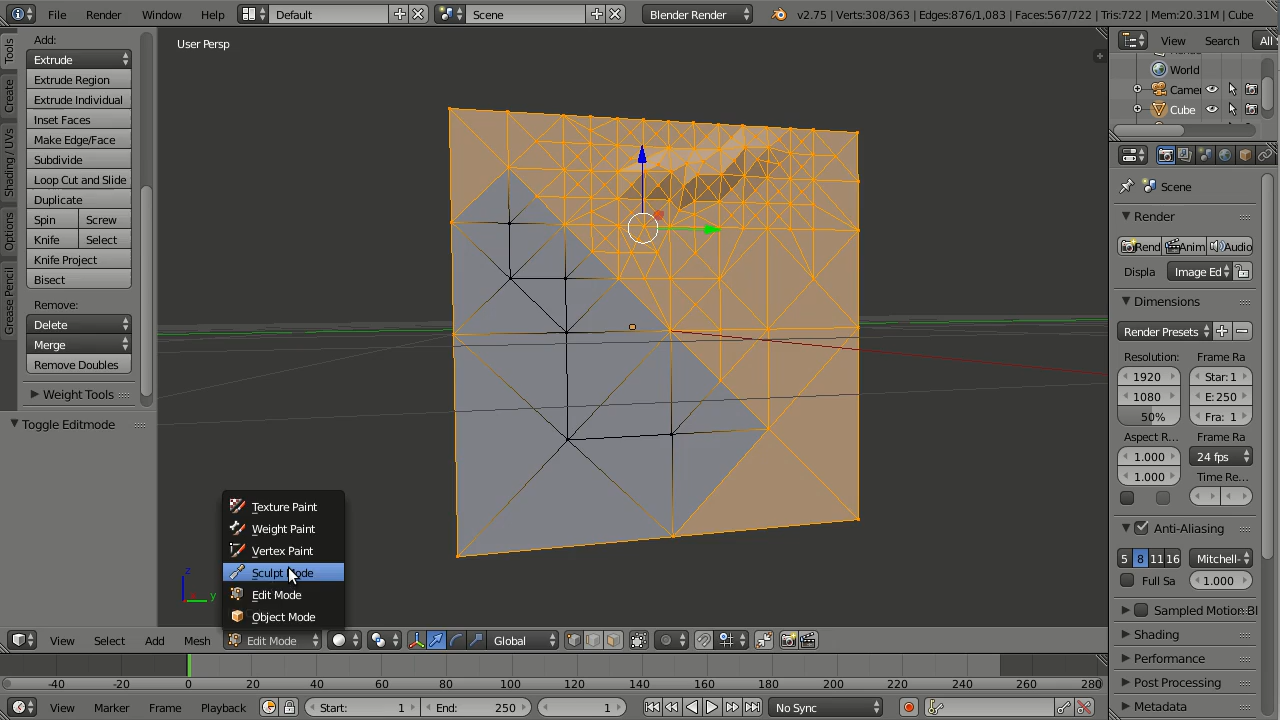 File Render Window Help Default Scene Blender Render v2.75 | Verts:308/363 | Edges:876/1,083 | Faces:567/722 | Tris:722 | Mem:20.31M | Cube
Tools
Create
Shading / UVs
Options
Grease Pencil
Add:
Extrude
Extrude Region
Extrude Individual
Inset Faces
Make Edge/Face
Subdivide
Loop Cut and Slide
Duplicate
Spin Screw
Knife Select
Knife Project
Bisect
Remove:
Delete
Merge
Remove Doubles
Weight Tools
Toggle Editmode
User Persp
z
y
Texture Paint
Weight Paint
Vertex Paint
Sculpt Mode
Edit Mode
Object Mode
View Select Add Mesh Edit Mode Global
-40 -20 0 20 40 60 80 100 120 140 160 180 200 220 240 260 280
View Marker Frame Playback Start: 1 End: 250 1 No Sync
View Search All
World
Camer
Cube
Scene
Render
Rend Anim Audio
Displa Image Ed
Dimensions
Render Presets
Resolution: Frame Ra
1920 Star: 1
1080 E: 250
50% Fra: 1
Aspect R... Frame Ra
1.000 24 fps
1.000 Time Re...
Anti-Aliasing
5 8 11 16 Mitchell-
Full Sa 1.000
Sampled Motion Bl
Shading
Performance
Post Processing
Metadata